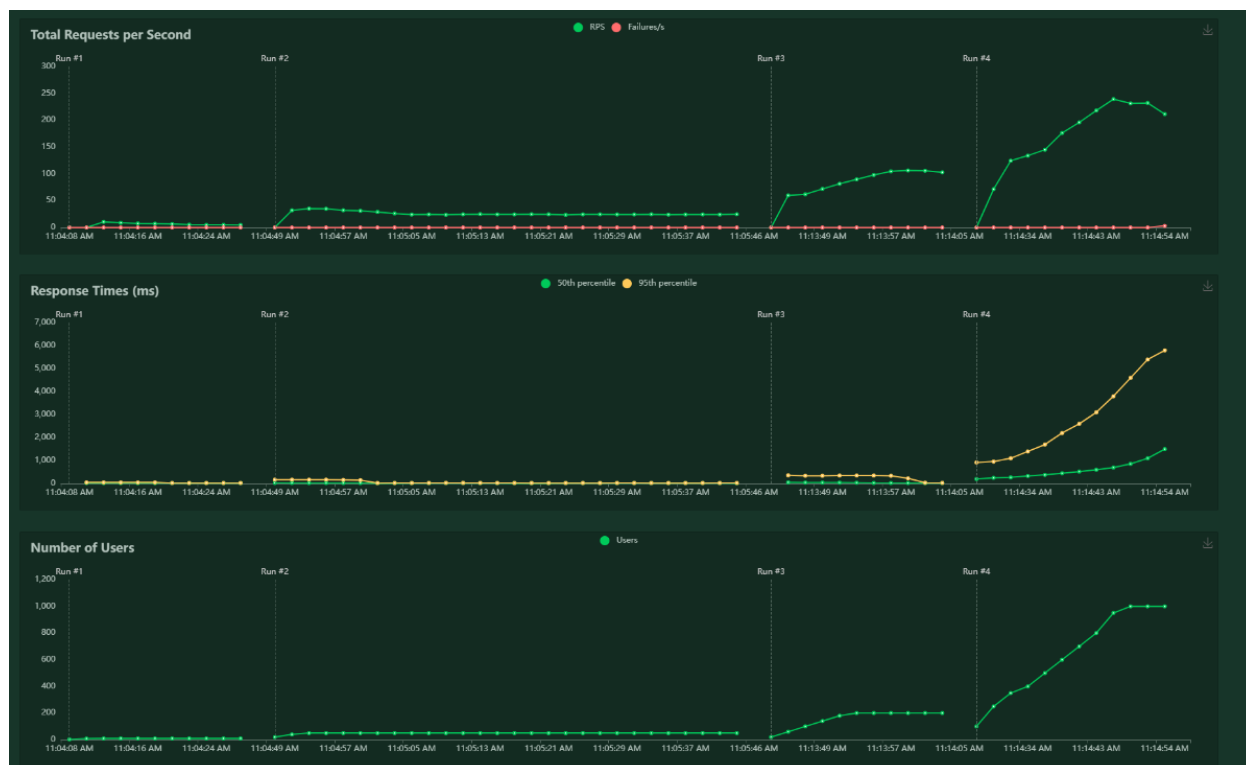 Total Requests per Second
RPS Failures/s
Run #1 Run #2 Run #3 Run #4
300
250
200
150
100
50
0
11:04:08 AM 11:04:16 AM 11:04:24 AM 11:04:49 AM 11:04:57 AM 11:05:05 AM 11:05:13 AM 11:05:21 AM 11:05:29 AM 11:05:37 AM 11:05:46 AM 11:13:49 AM 11:13:57 AM 11:14:05 AM 11:14:34 AM 11:14:43 AM 11:14:54 AM
Response Times (ms)
50th percentile 95th percentile
Run #1 Run #2 Run #3 Run #4
7,000
6,000
5,000
4,000
3,000
2,000
1,000
0
11:04:08 AM 11:04:16 AM 11:04:24 AM 11:04:49 AM 11:04:57 AM 11:05:05 AM 11:05:13 AM 11:05:21 AM 11:05:29 AM 11:05:37 AM 11:05:46 AM 11:13:49 AM 11:13:57 AM 11:14:05 AM 11:14:34 AM 11:14:43 AM 11:14:54 AM
Number of Users
Users
Run #1 Run #2 Run #3 Run #4
1,200
1,000
800
600
400
200
0
11:04:08 AM 11:04:16 AM 11:04:24 AM 11:04:49 AM 11:04:57 AM 11:05:05 AM 11:05:13 AM 11:05:21 AM 11:05:29 AM 11:05:37 AM 11:05:46 AM 11:13:49 AM 11:13:57 AM 11:14:05 AM 11:14:34 AM 11:14:43 AM 11:14:54 AM